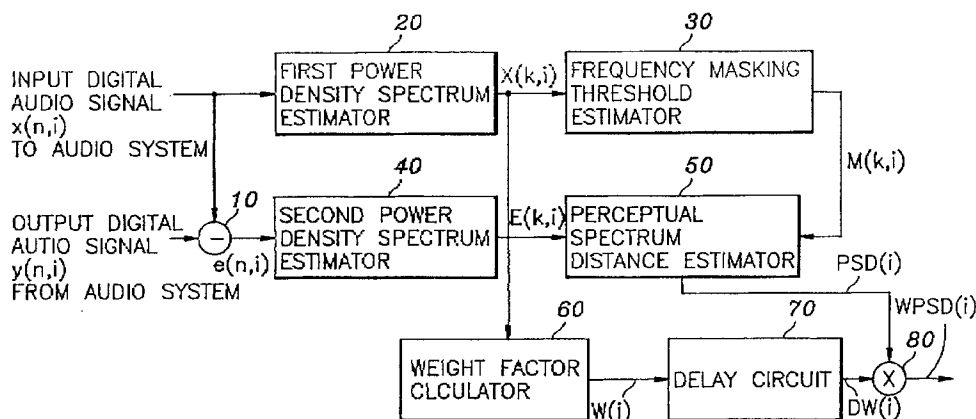 20
30
INPUT DIGITAL
AUDIO SIGNAL
x(n,i)
TO AUDIO SYSTEM
FIRST POWER
DENSITY SPECTRUM
ESTIMATOR
X(k,i)
FREQUENCY MASKING
THRESHOLD
ESTIMATOR
M(k,i)
10
40
50
OUTPUT DIGITAL
AUTIO SIGNAL
y(n,i)
FROM AUDIO SYSTEM
−
e(n,i)
SECOND POWER
DENSITY SPECTRUM
ESTIMATOR
E(k,i)
PERCEPTUAL
SPECTRUM
DISTANCE ESTIMATOR
PSD(i)
WPSD(i)
60
70
80
WEIGHT FACTOR
CLCULATOR
W(i)
DELAY CIRCUIT
DW(i)
X